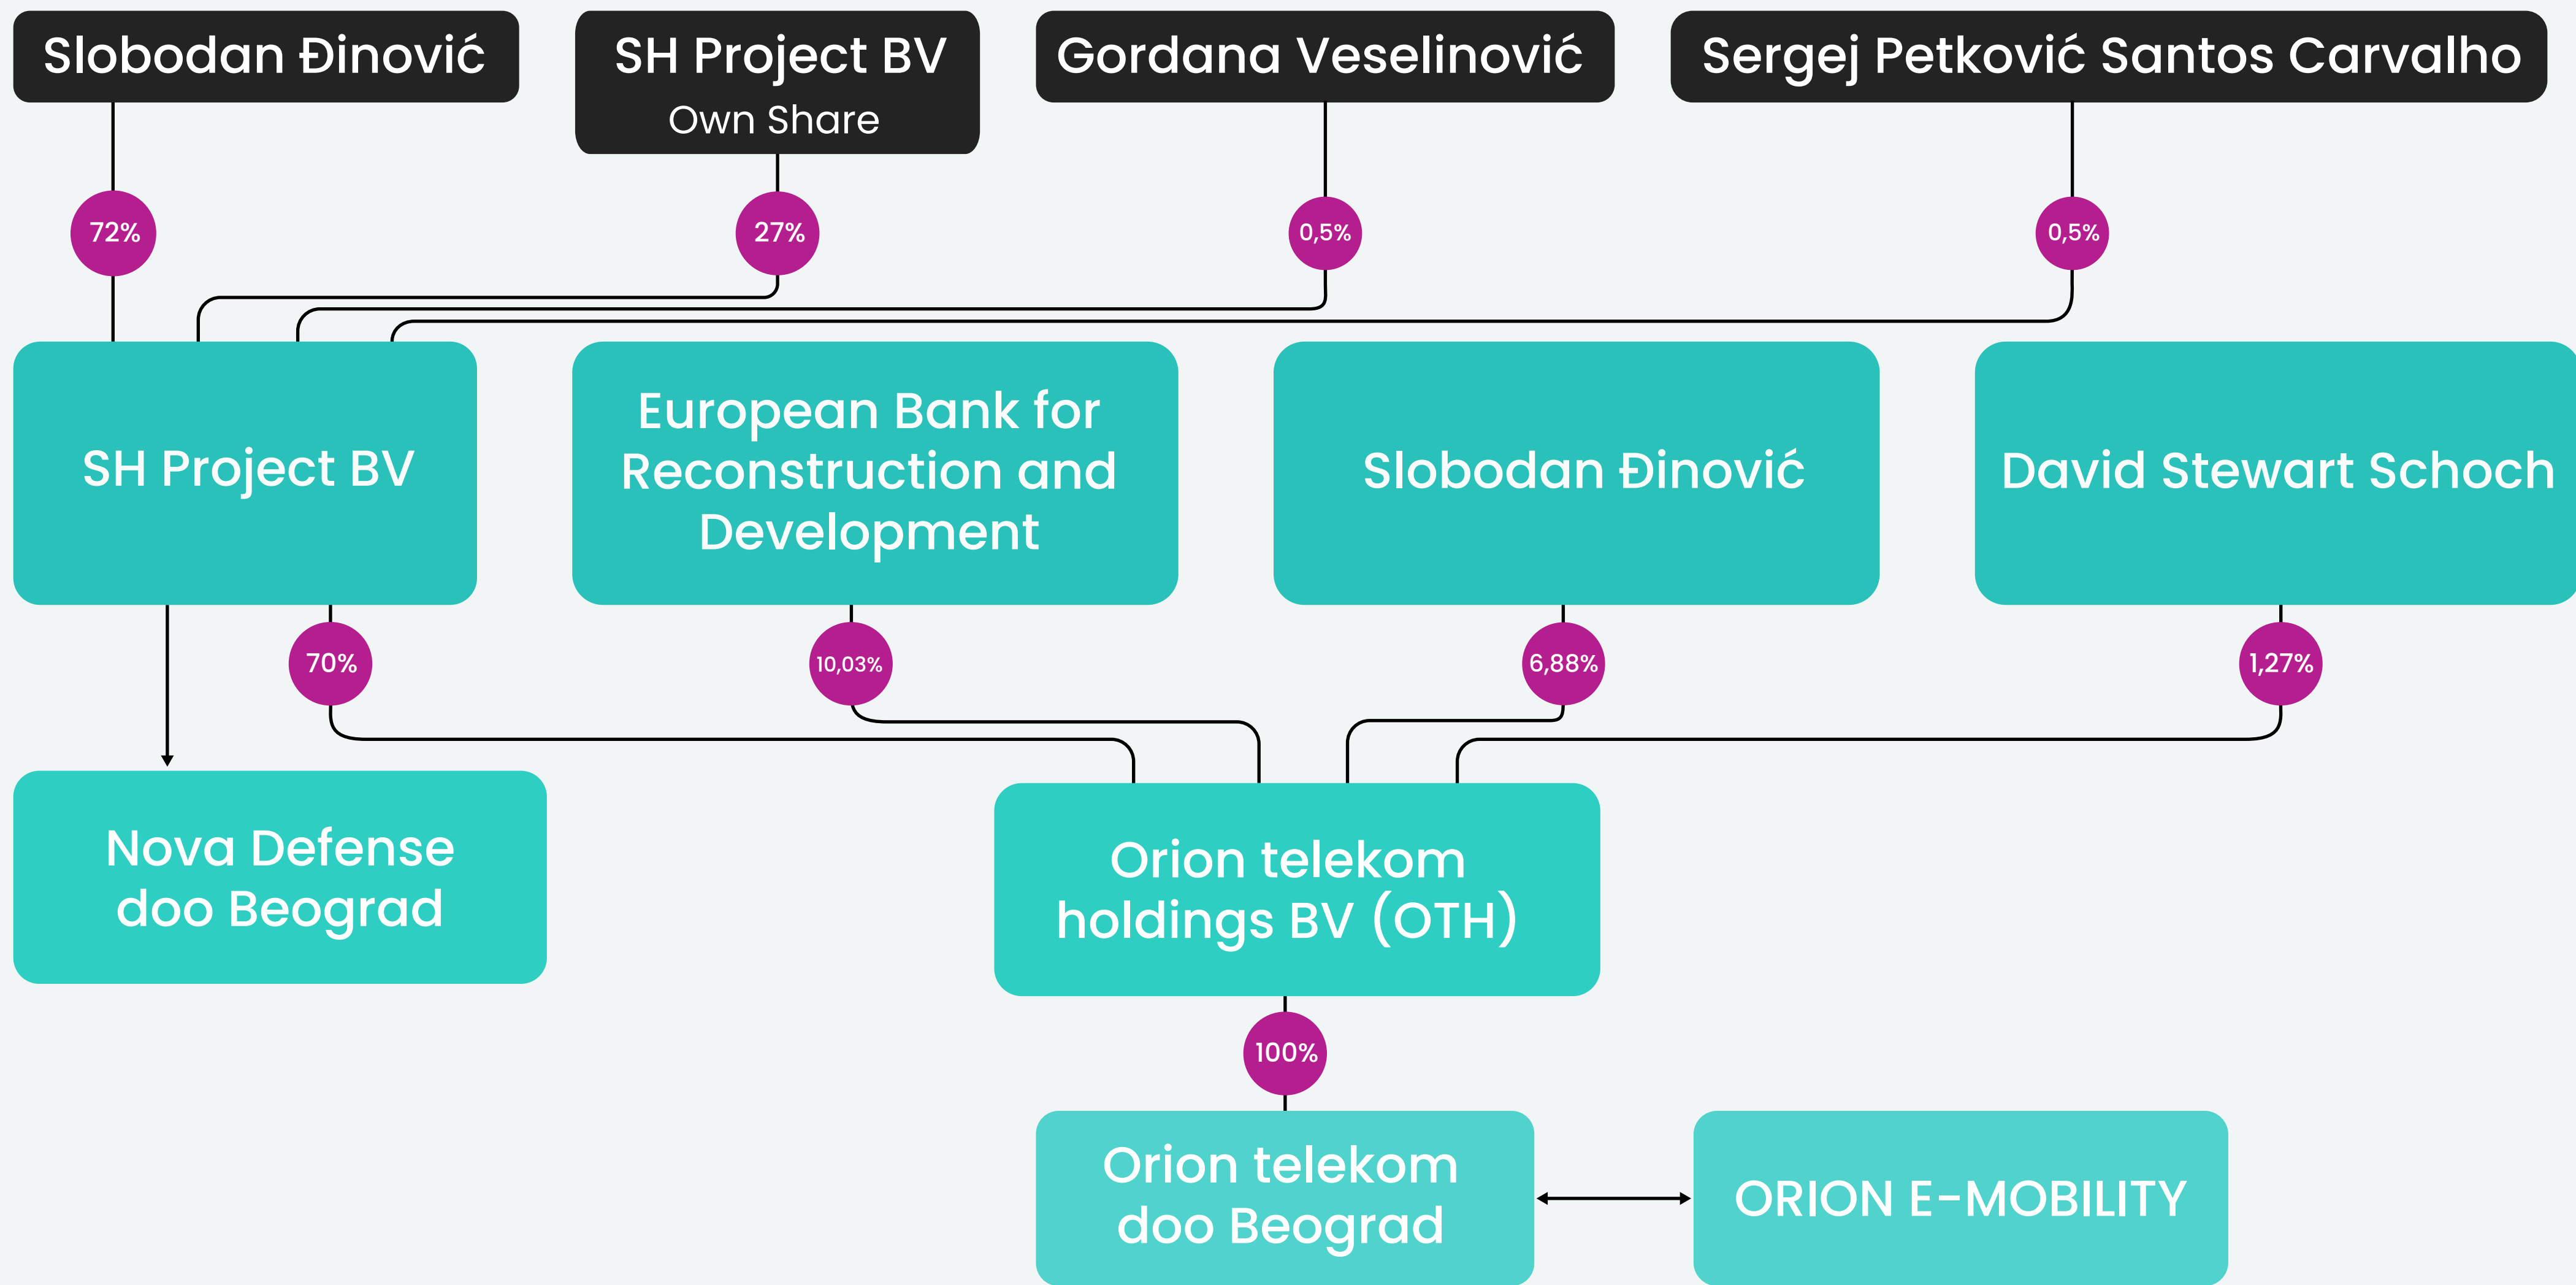 Slobodan Đinović
SH Project BV
Own Share
Gordana Veselinović
Sergej Petković Santos Carvalho
72%
27%
0,5%
0,5%
SH Project BV
European Bank for
Reconstruction and
Development
Slobodan Đinović
David Stewart Schoch
70%
10,03%
6,88%
1,27%
Nova Defense
doo Beograd
Orion telekom
holdings BV (OTH)
100%
Orion telekom
doo Beograd
ORION E-MOBILITY